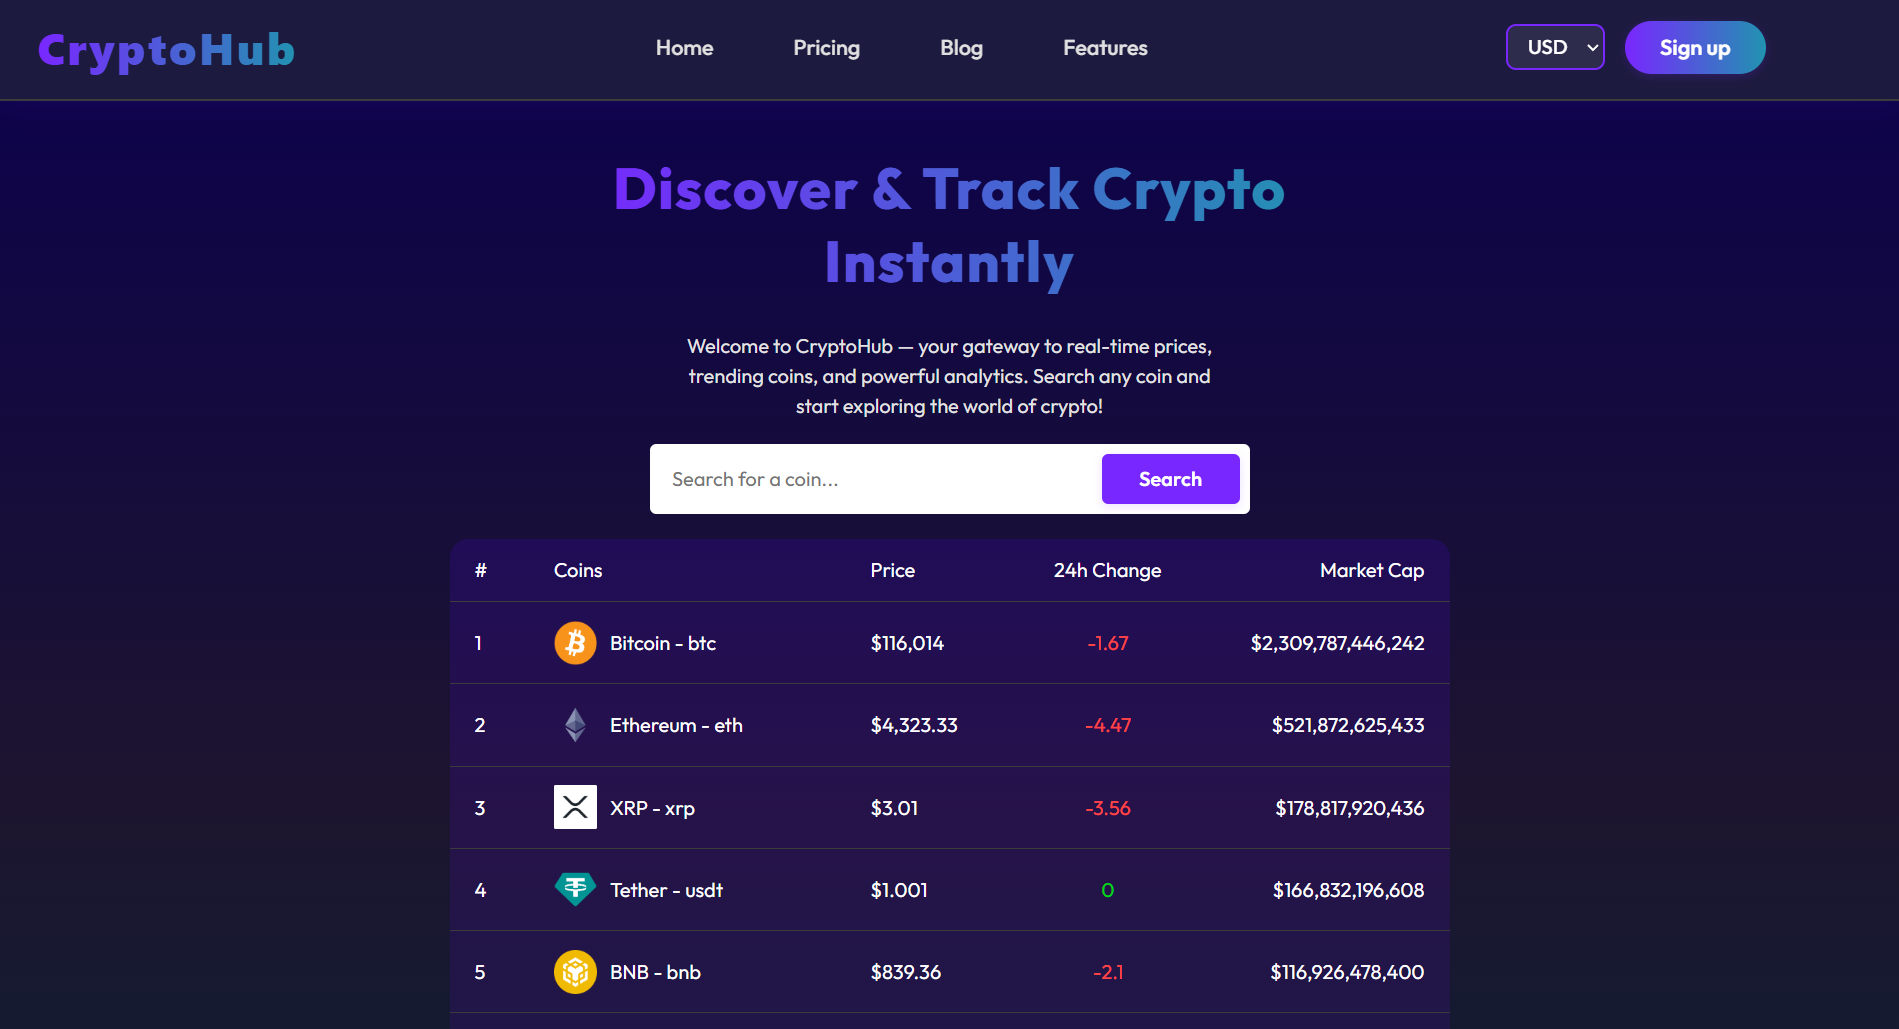 CryptoHub
Home Pricing Blog Features
USD
Sign up
Discover & Track Crypto
Instantly
Welcome to CryptoHub — your gateway to real-time prices,
trending coins, and powerful analytics. Search any coin and
start exploring the world of crypto!
Search for a coin...
Search
# Coins Price 24h Change Market Cap
1 Bitcoin - btc $116,014 -1.67 $2,309,787,446,242
2 Ethereum - eth $4,323.33 -4.47 $521,872,625,433
3 XRP - xrp $3.01 -3.56 $178,817,920,436
4 Tether - usdt $1.001 0 $166,832,196,608
5 BNB - bnb $839.36 -2.1 $116,926,478,400